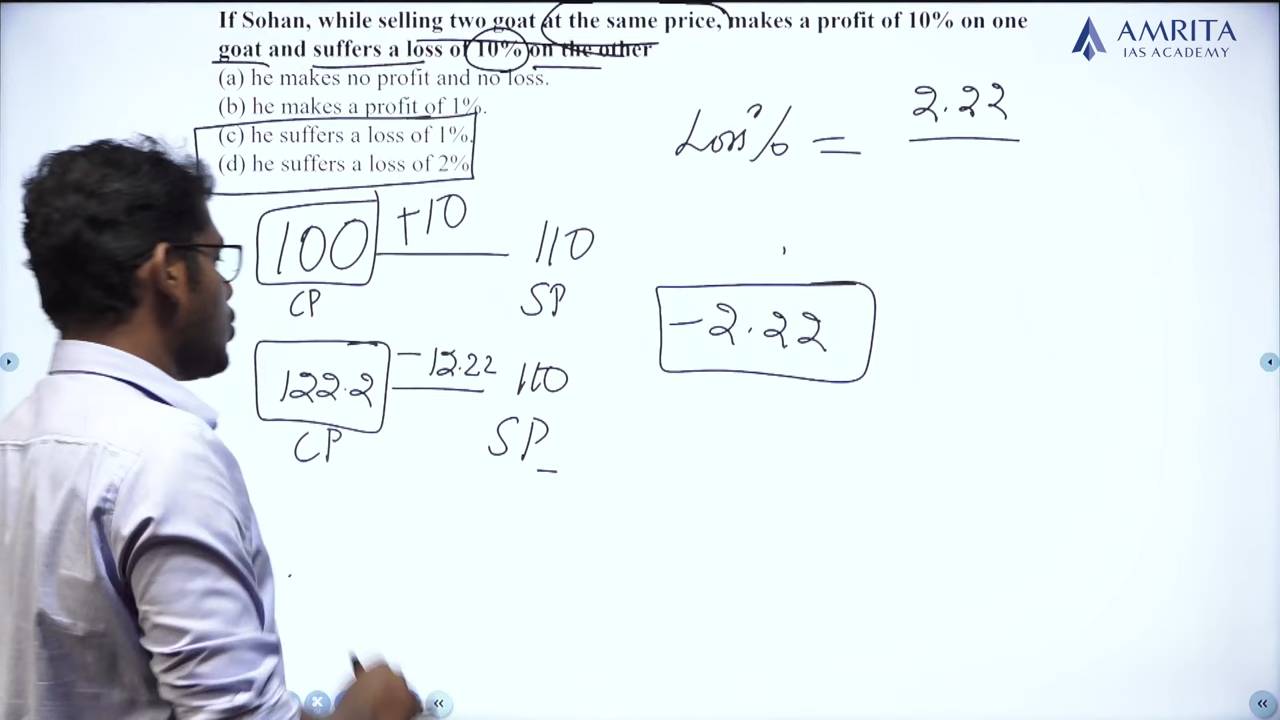 If Sohan, while selling two goat at the same price, makes a profit of 10% on one
goat and suffers a loss of 10% on the other
(a) he makes no profit and no loss.
(b) he makes a profit of 1%.
(c) he suffers a loss of 1%.
(d) he suffers a loss of 2%
AMRITA
IAS ACADEMY
Loss% = 2.22
100 +10 110
CP SP
-2.22
122.2 -12.22 110
CP SP